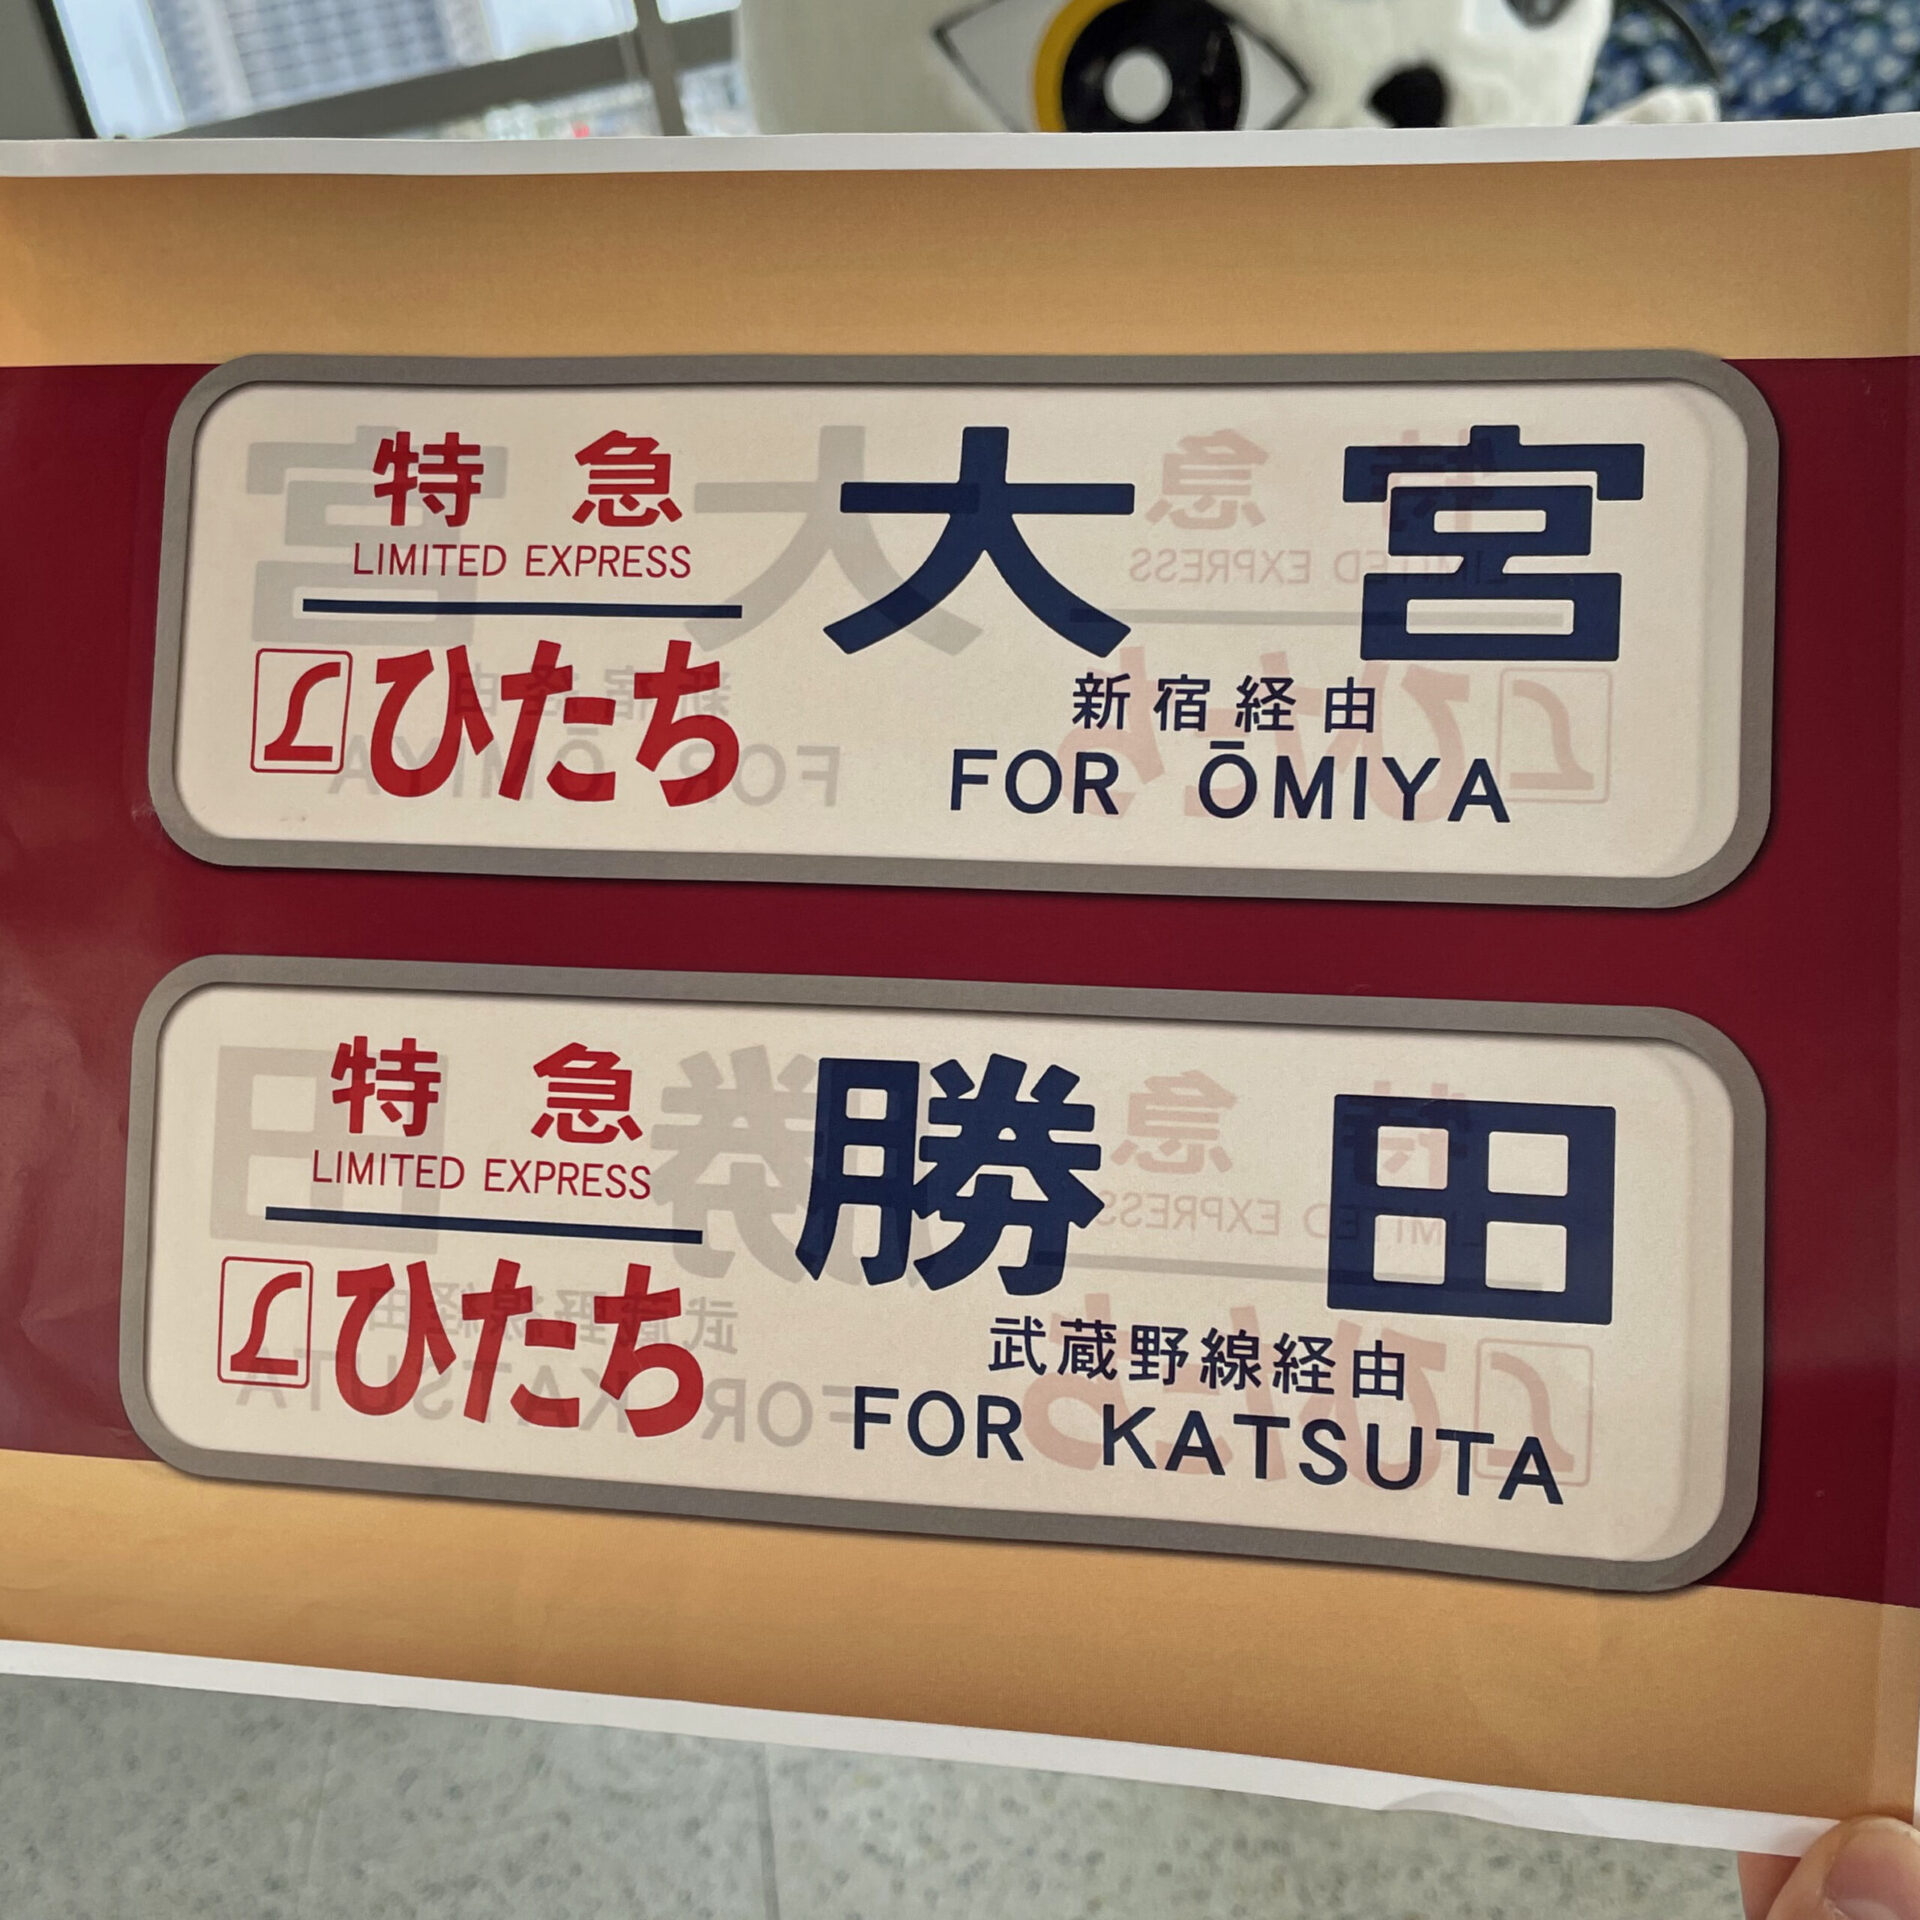 特急
LIMITED EXPRESS
ひたち
大宮
新宿経由
FOR ŌMIYA
特急
LIMITED EXPRESS
ひたち
勝田
武蔵野線経由
FOR KATSUTA